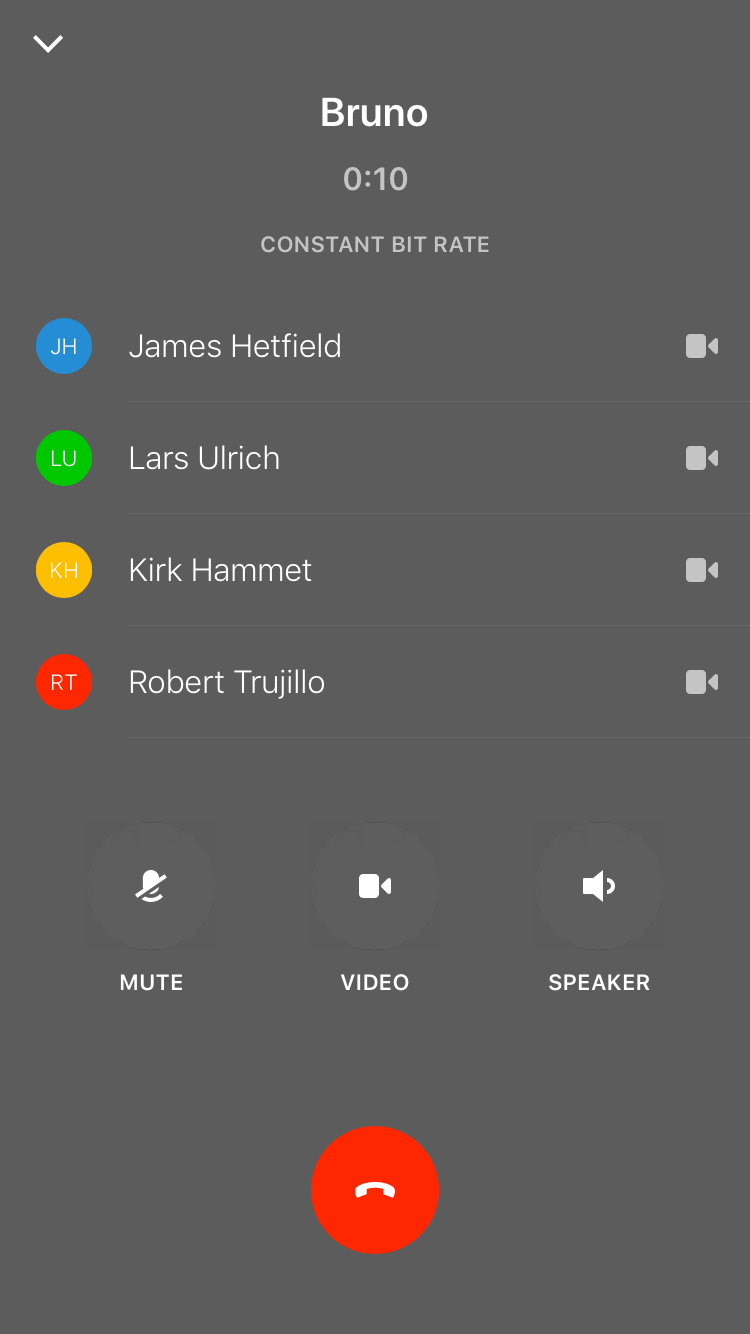 Bruno
0:10
CONSTANT BIT RATE
JH James Hetfield
LU Lars Ulrich
KH Kirk Hammet
RT Robert Trujillo
MUTE VIDEO SPEAKER